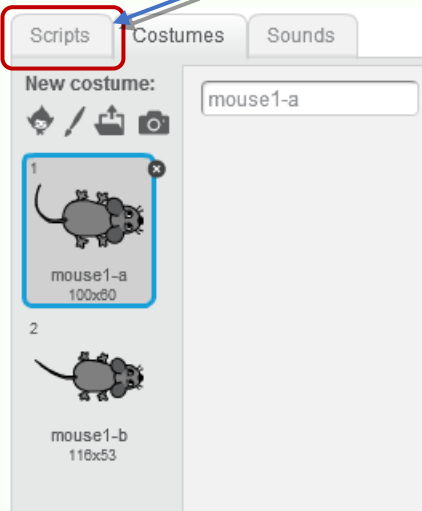 Scripts Costumes Sounds
New costume:
mouse1-a
1
mouse1-a
100x60
2
mouse1-b
116x53